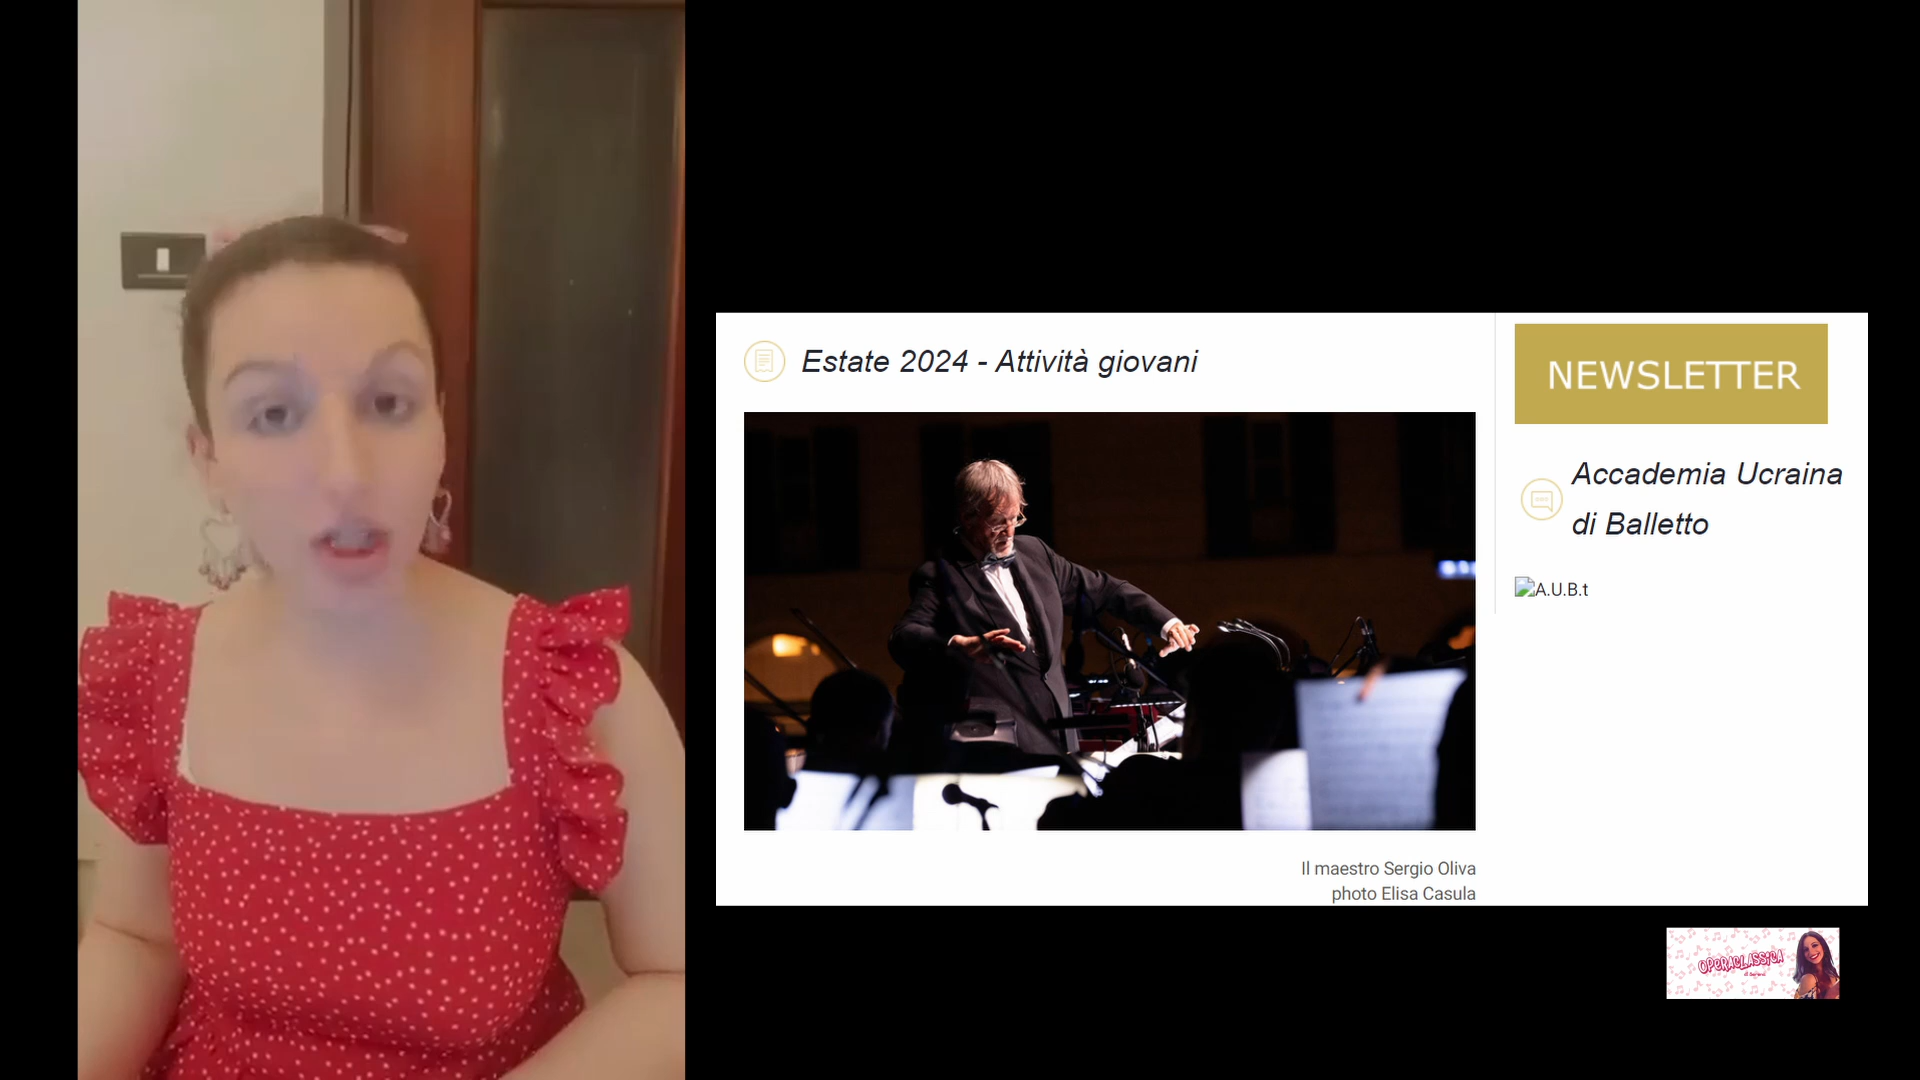 Estate 2024 - Attività giovani
NEWSLETTER
Accademia Ucraina
di Balletto
A.U.B.t
Il maestro Sergio Oliva
photo Elisa Casula
OPERACLASSICA